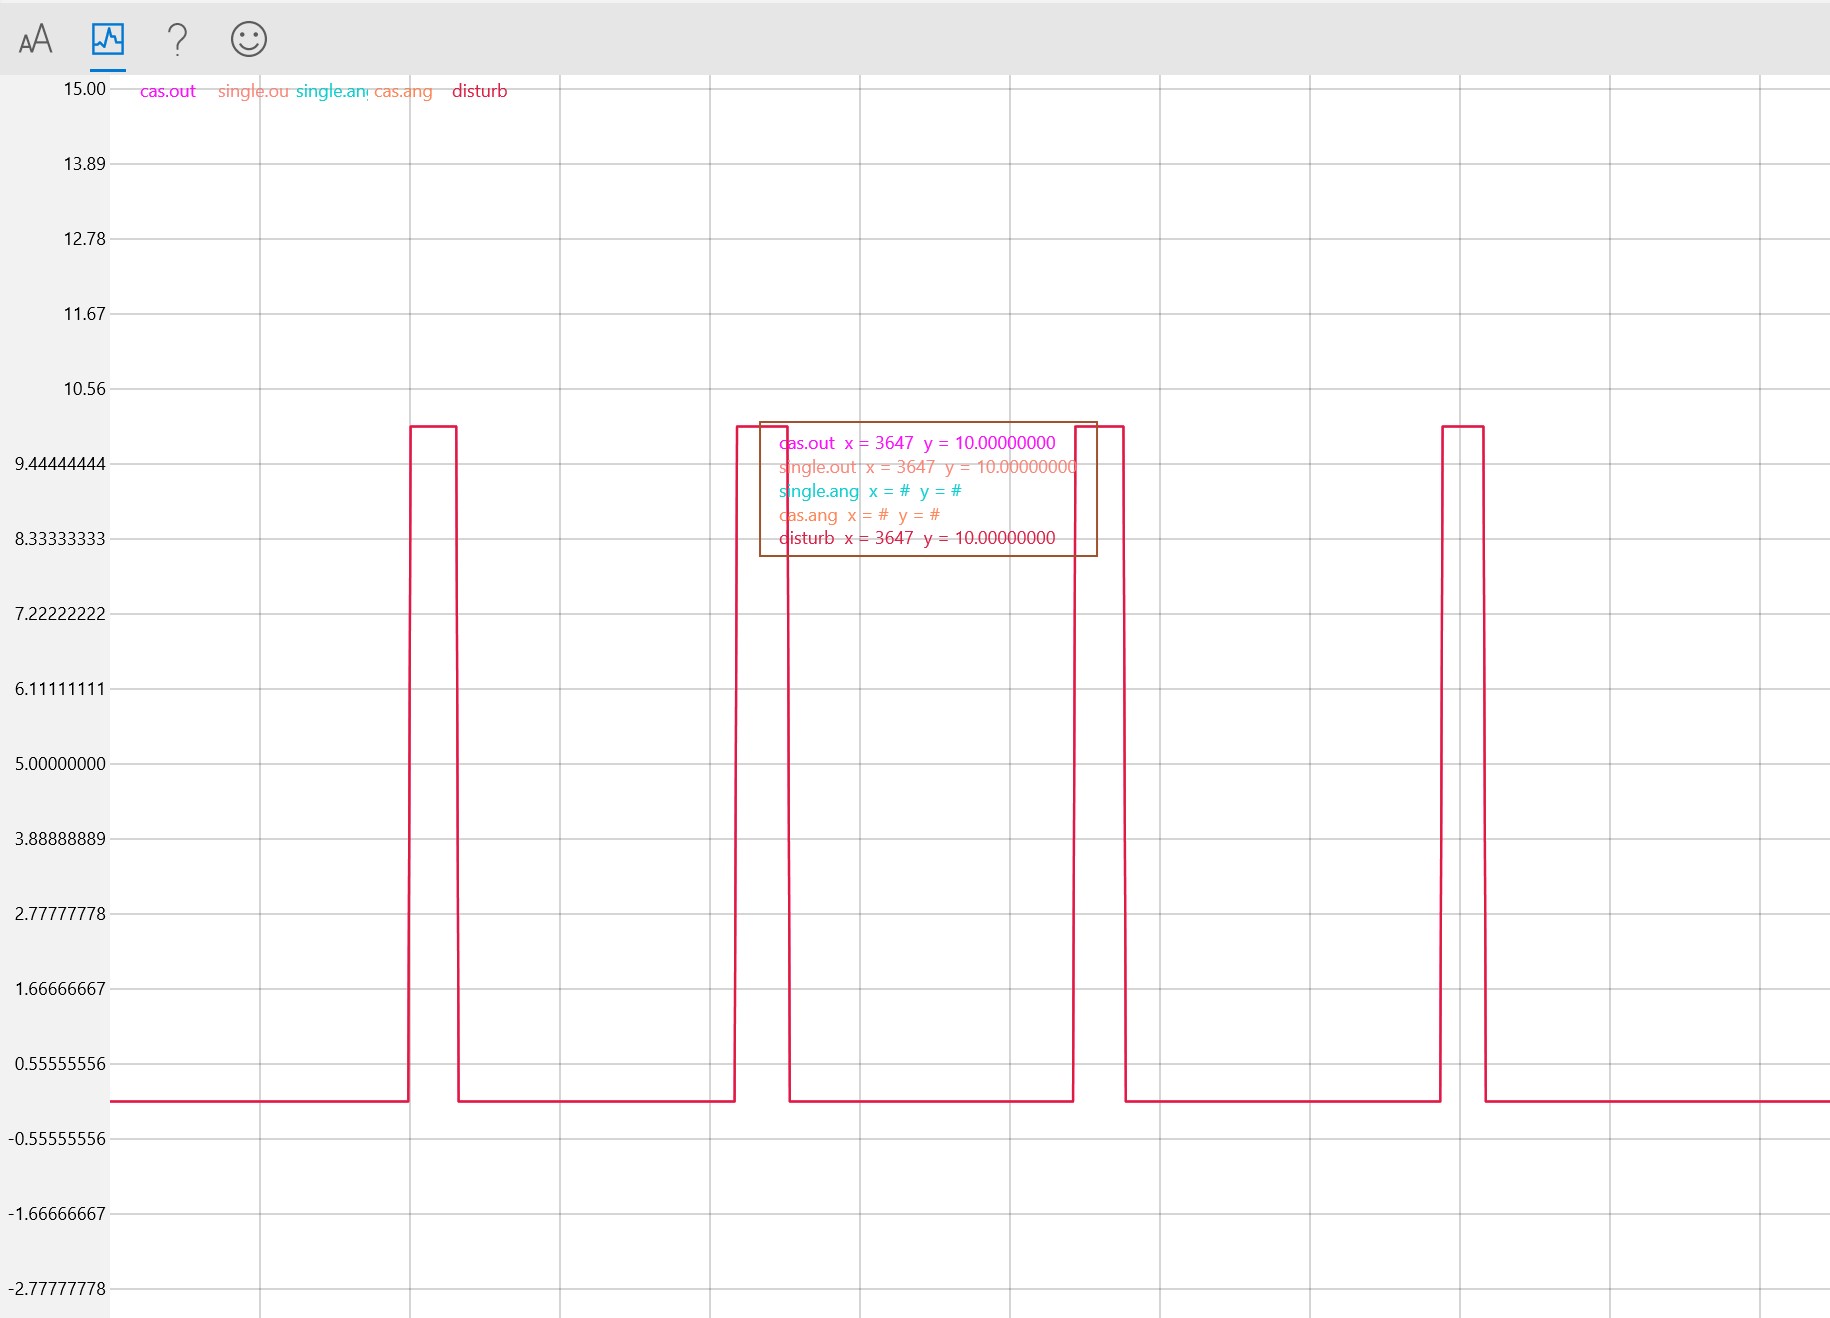 AA ?
15.00 cas.out single.ou single.ang cas.ang disturb
13.89
12.78
11.67
10.56
cas.out x = 3647 y = 10.00000000
9.44444444 single.out x = 3647 y = 10.00000000
single.ang x = # y = #
cas.ang x = # y = #
8.33333333 disturb x = 3647 y = 10.00000000
7.22222222
6.11111111
5.00000000
3.88888889
2.77777778
1.66666667
0.55555556
-0.55555556
-1.66666667
-2.77777778